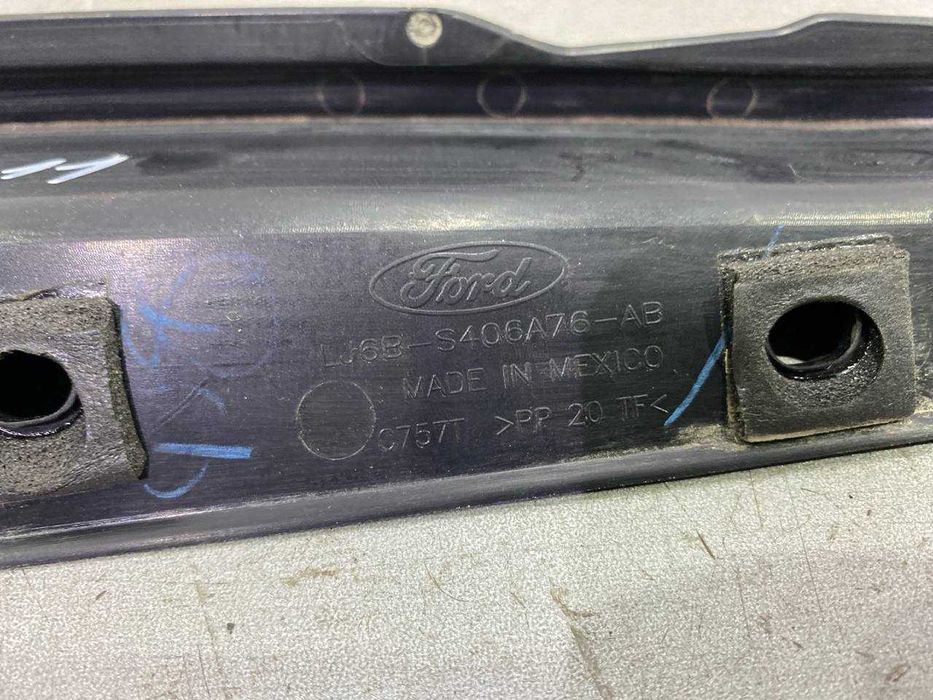 Ford
LJ6B-S406A76-AB
MADE IN MEXICO
C757T >PP 20 TF<